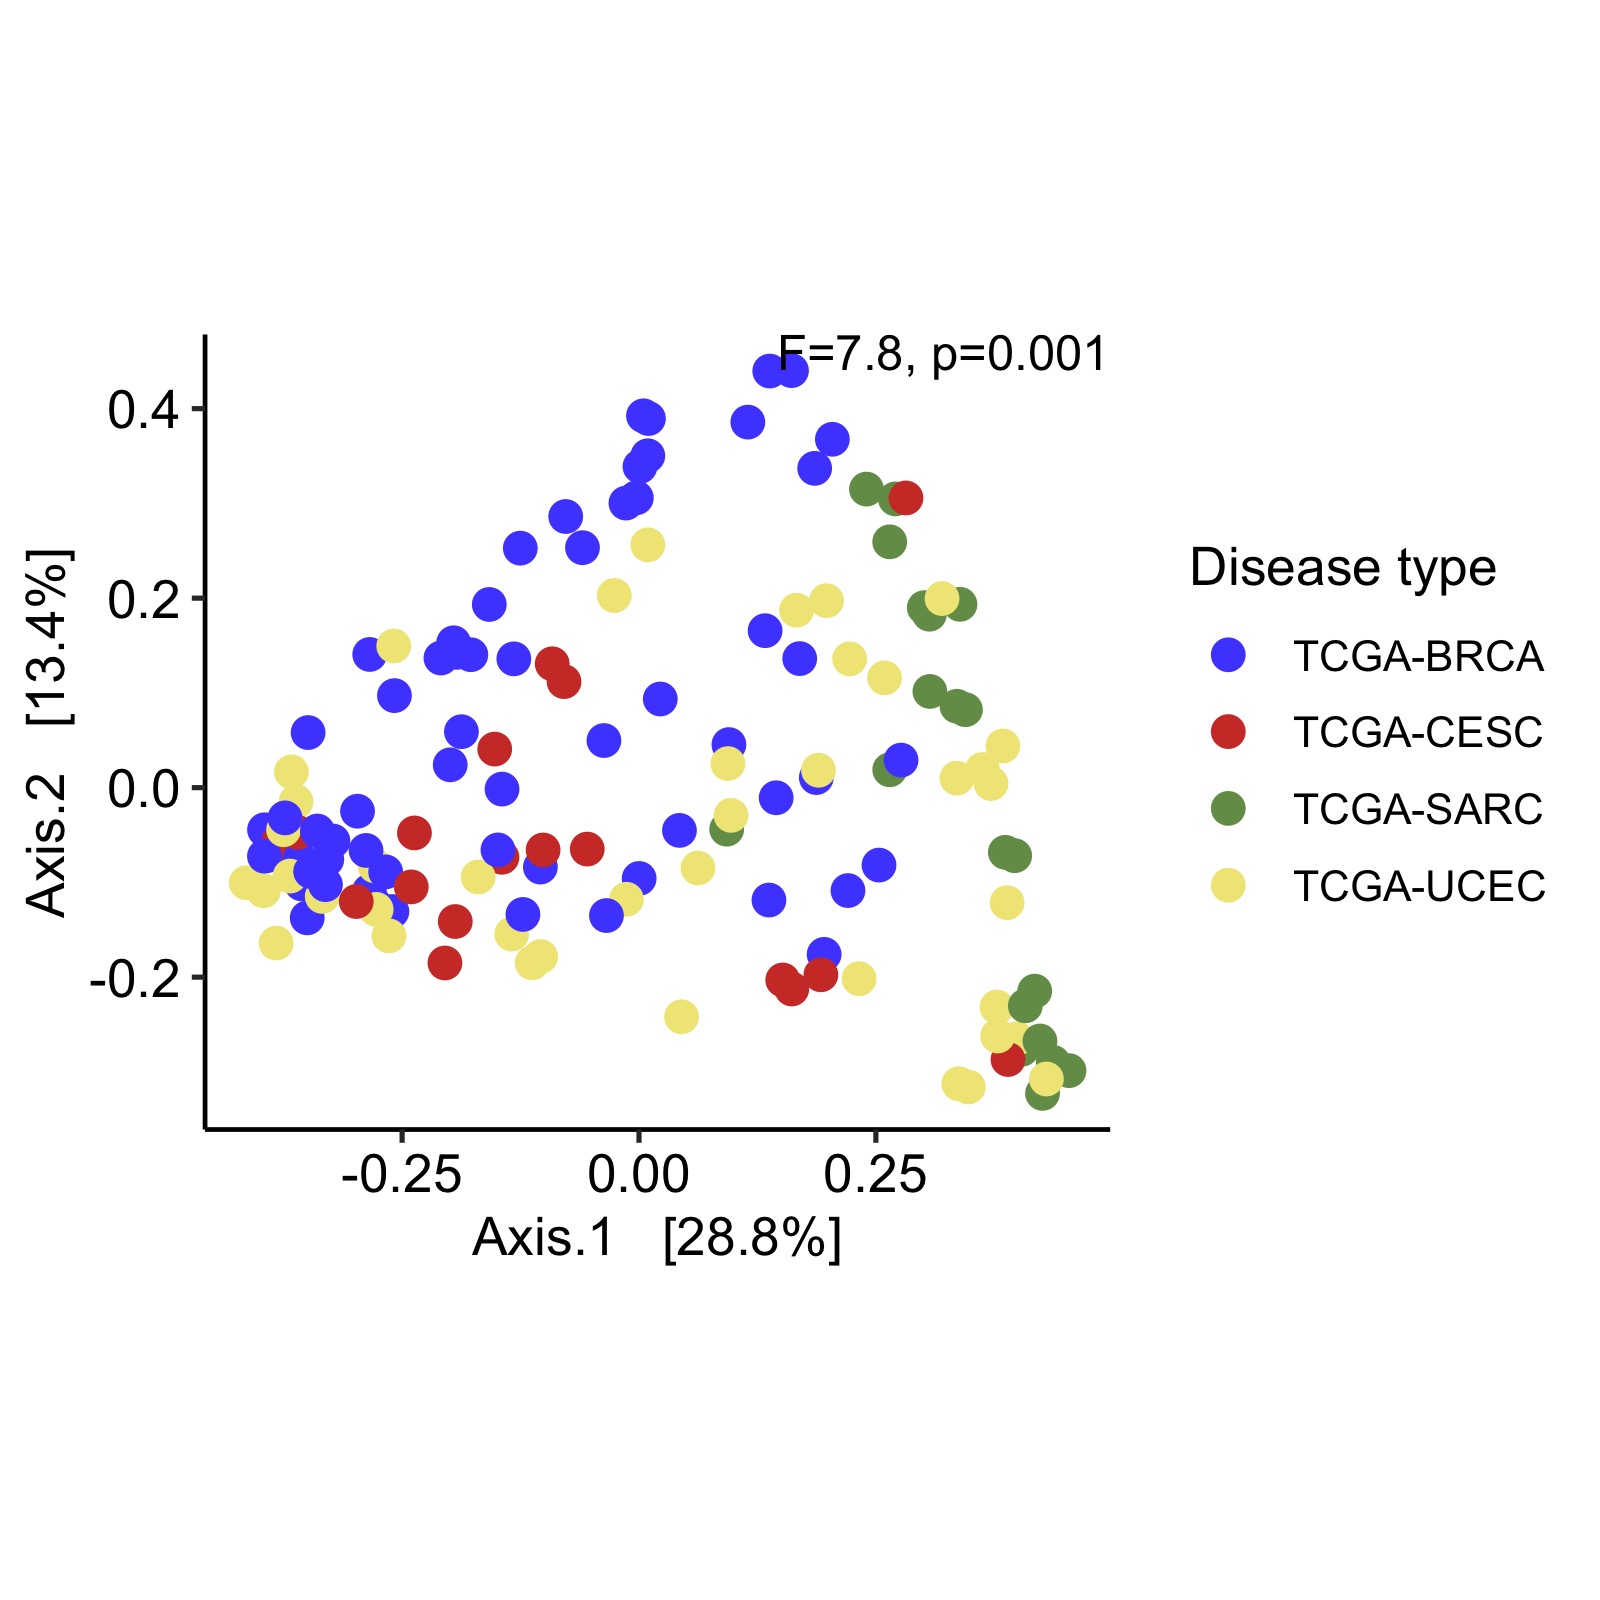 F=7.8, p=0.001
0.4
0.2
0.0
-0.2
Axis.2 [13.4%]
-0.25 0.00 0.25
Axis.1 [28.8%]
Disease type
TCGA-BRCA
TCGA-CESC
TCGA-SARC
TCGA-UCEC